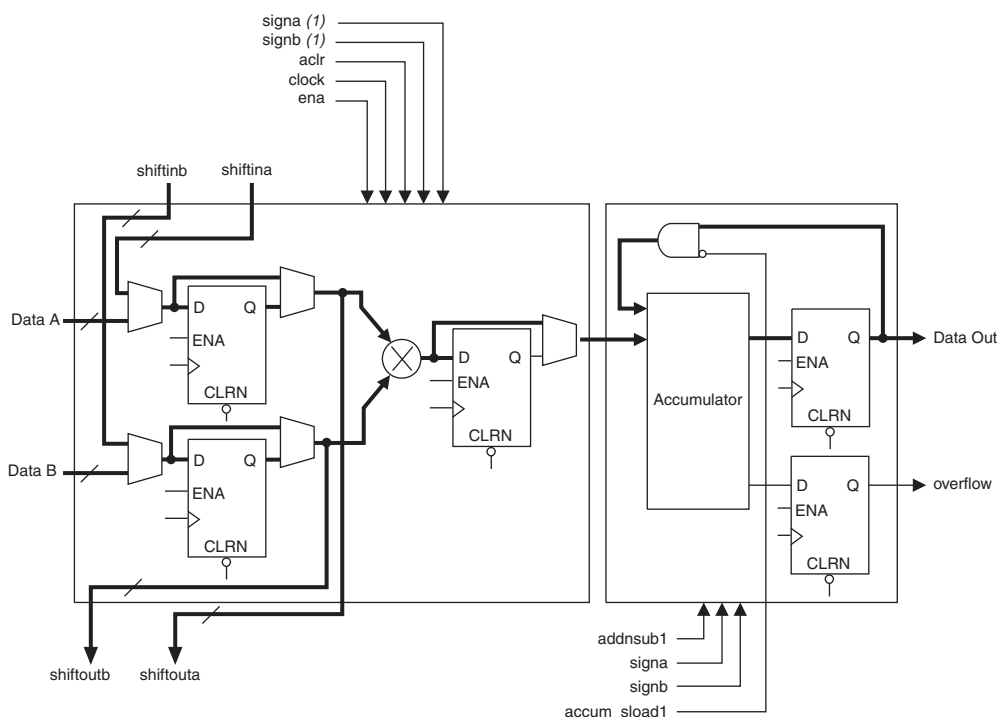 signa (1)
signb (1)
aclr
clock
ena
shiftinb
shiftina
Data A
D
Q
ENA
CLRN
D
Q
ENA
CLRN
Data B
D
Q
ENA
CLRN
Accumulator
D
Q
ENA
CLRN
Data Out
D
Q
ENA
CLRN
overflow
shiftoutb
shiftouta
addnsub1
signa
signb
accum_sload1